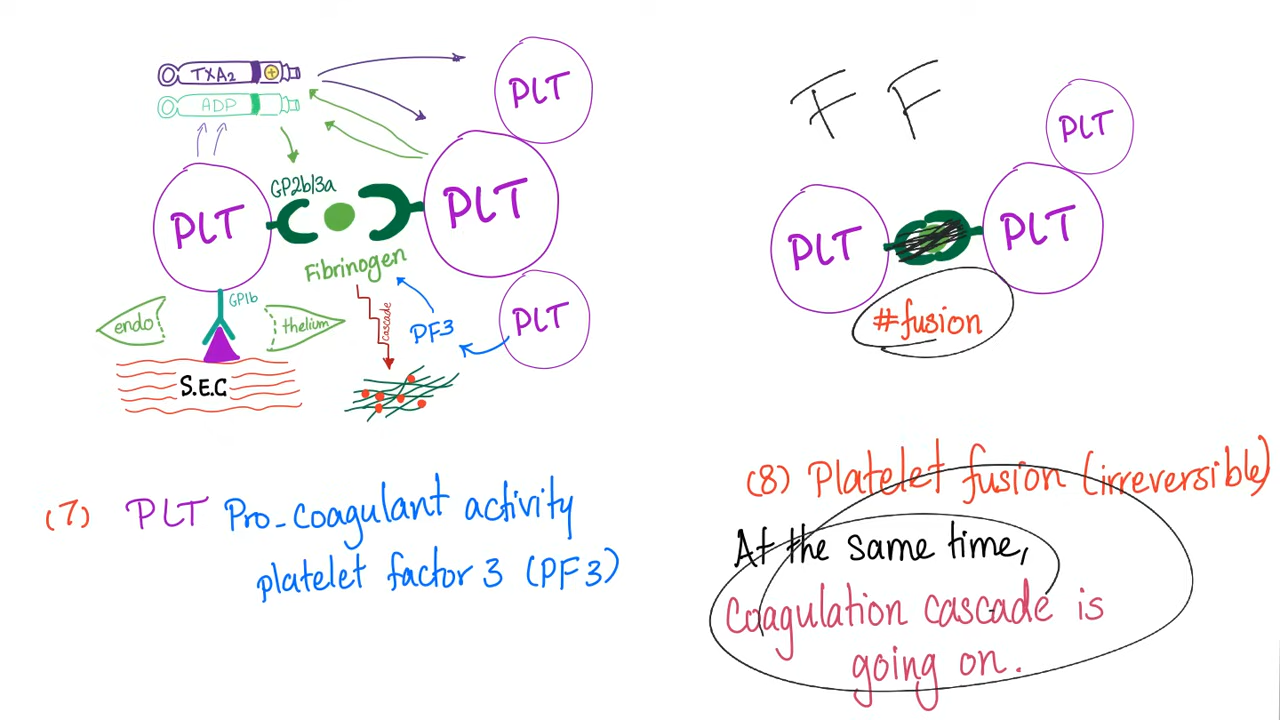 TXA2
ADP
PLT
GP2b/3a
PLT
PLT
Fibrinogen
GP1b
endo
thelium
cascade
PF3
PLT
S.E.C
(7) PLT Pro-coagulant activity
platelet factor 3 (PF3)
F F
PLT
PLT
PLT
#fusion
(8) Platelet fusion (irreversible)
At the same time,
Coagulation cascade is
going on.